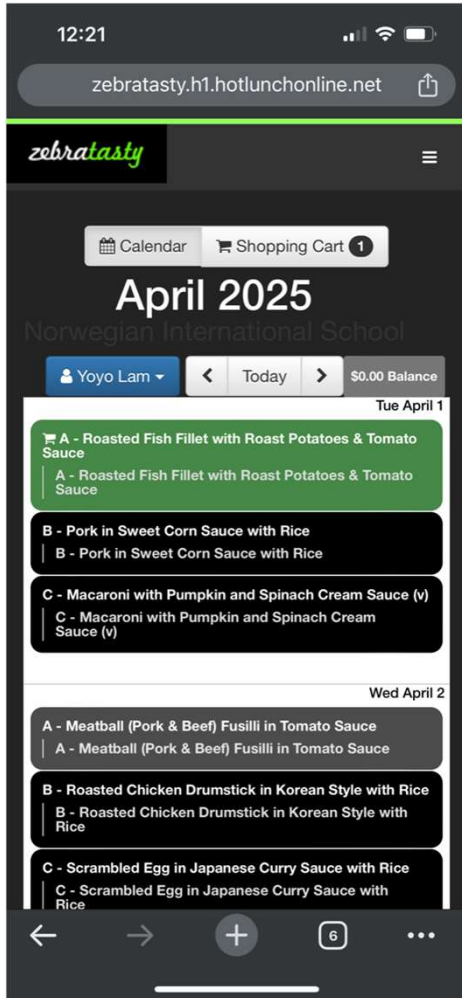 12:21
zebratasty.h1.hotlunchonline.net
zebratasty
Calendar
Shopping Cart 1
April 2025
Norwegian International School
Yoyo Lam
Today
$0.00 Balance
Tue April 1
A - Roasted Fish Fillet with Roast Potatoes & Tomato
Sauce
A - Roasted Fish Fillet with Roast Potatoes & Tomato
Sauce
B - Pork in Sweet Corn Sauce with Rice
B - Pork in Sweet Corn Sauce with Rice
C - Macaroni with Pumpkin and Spinach Cream Sauce (v)
C - Macaroni with Pumpkin and Spinach Cream
Sauce (v)
Wed April 2
A - Meatball (Pork & Beef) Fusilli in Tomato Sauce
A - Meatball (Pork & Beef) Fusilli in Tomato Sauce
B - Roasted Chicken Drumstick in Korean Style with Rice
B - Roasted Chicken Drumstick in Korean Style with
Rice
C - Scrambled Egg in Japanese Curry Sauce with Rice
C - Scrambled Egg in Japanese Curry Sauce with
Rice
6